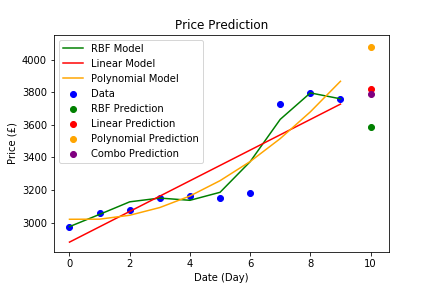 Price Prediction
Price (£)
4000
3800
3600
3400
3200
3000
RBF Model
Linear Model
Polynomial Model
Data
RBF Prediction
Linear Prediction
Polynomial Prediction
Combo Prediction
0 2 4 6 8 10
Date (Day)